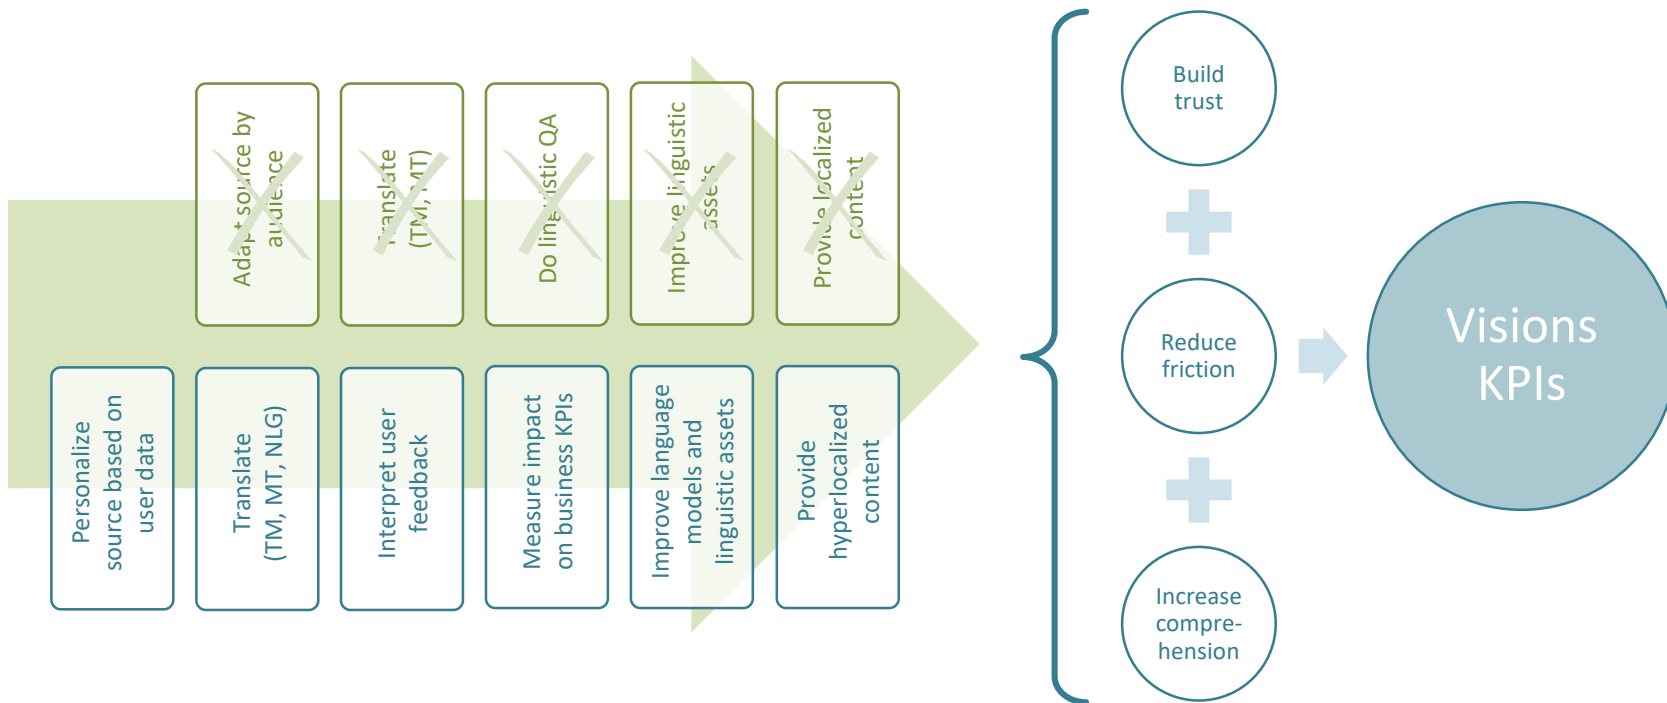 Adapt source by
audience
Translate
(TM, MT)
Do linguistic QA
Improve linguistic
assets
Provide localized
content
Personalize
source based on
user data
Translate
(TM, MT, NLG)
Interpret user
feedback
Measure impact
on business KPIs
Improve language
models and
linguistic assets
Provide
hyperlocalized
content
Build
trust
Reduce
friction
Increase
compre-
hension
Visions
KPIs